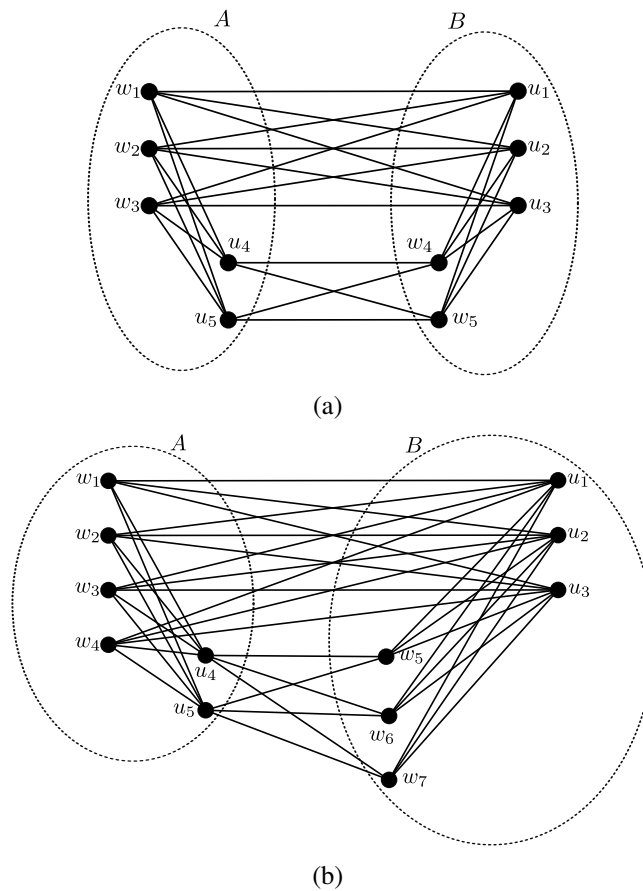 A B
w₁ u₁
w₂ u₂
w₃ u₃
u₄ w₄
u₅ w₅
(a)
A B
w₁ u₁
w₂ u₂
w₃ u₃
w₄ u₄ w₅
u₅ w₆
w₇
(b)